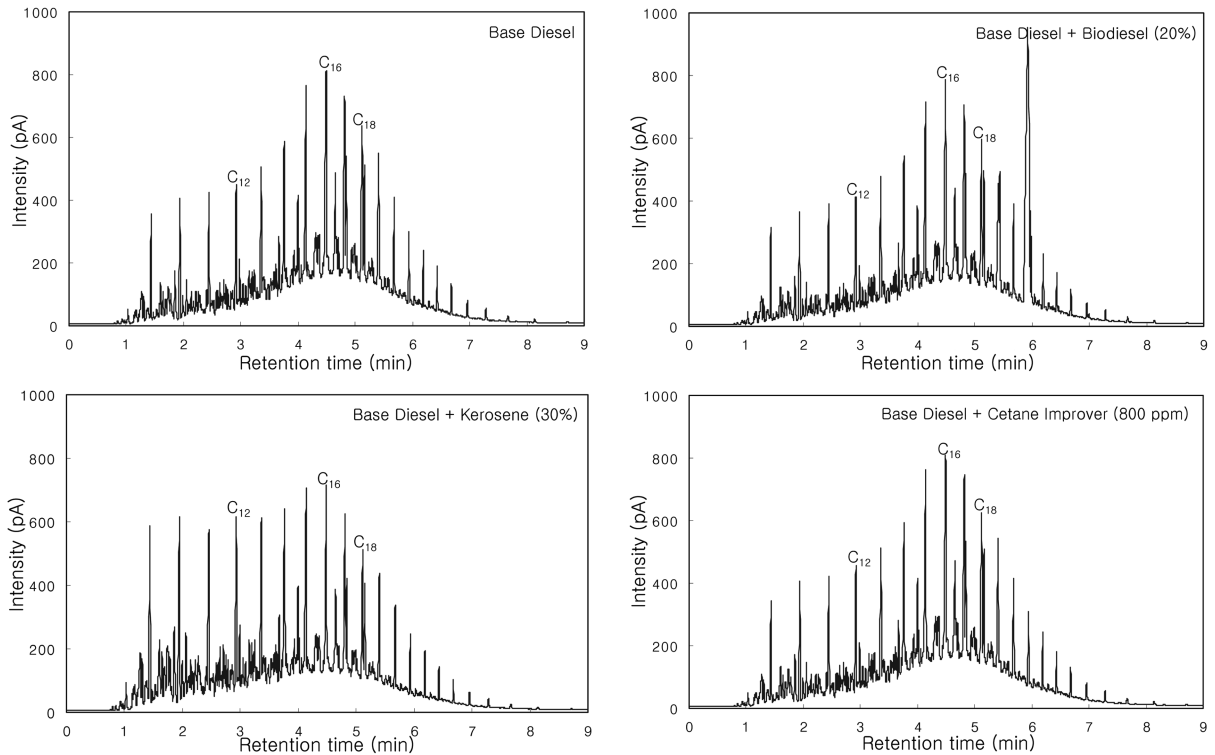 Base Diesel
Intensity (pA)
1000
800
600
400
200
0
C16
C18
C12
0 1 2 3 4 5 6 7 8 9
Retention time (min)
Base Diesel + Biodiesel (20%)
Intensity (pA)
1000
800
600
400
200
0
C16
C18
C12
0 1 2 3 4 5 6 7 8 9
Retention time (min)
Base Diesel + Kerosene (30%)
Intensity (pA)
1000
800
600
400
200
0
C12
C16
C18
0 1 2 3 4 5 6 7 8 9
Retention time (min)
Base Diesel + Cetane Improver (800 ppm)
Intensity (pA)
1000
800
600
400
200
0
C16
C18
C12
0 1 2 3 4 5 6 7 8 9
Retention time (min)